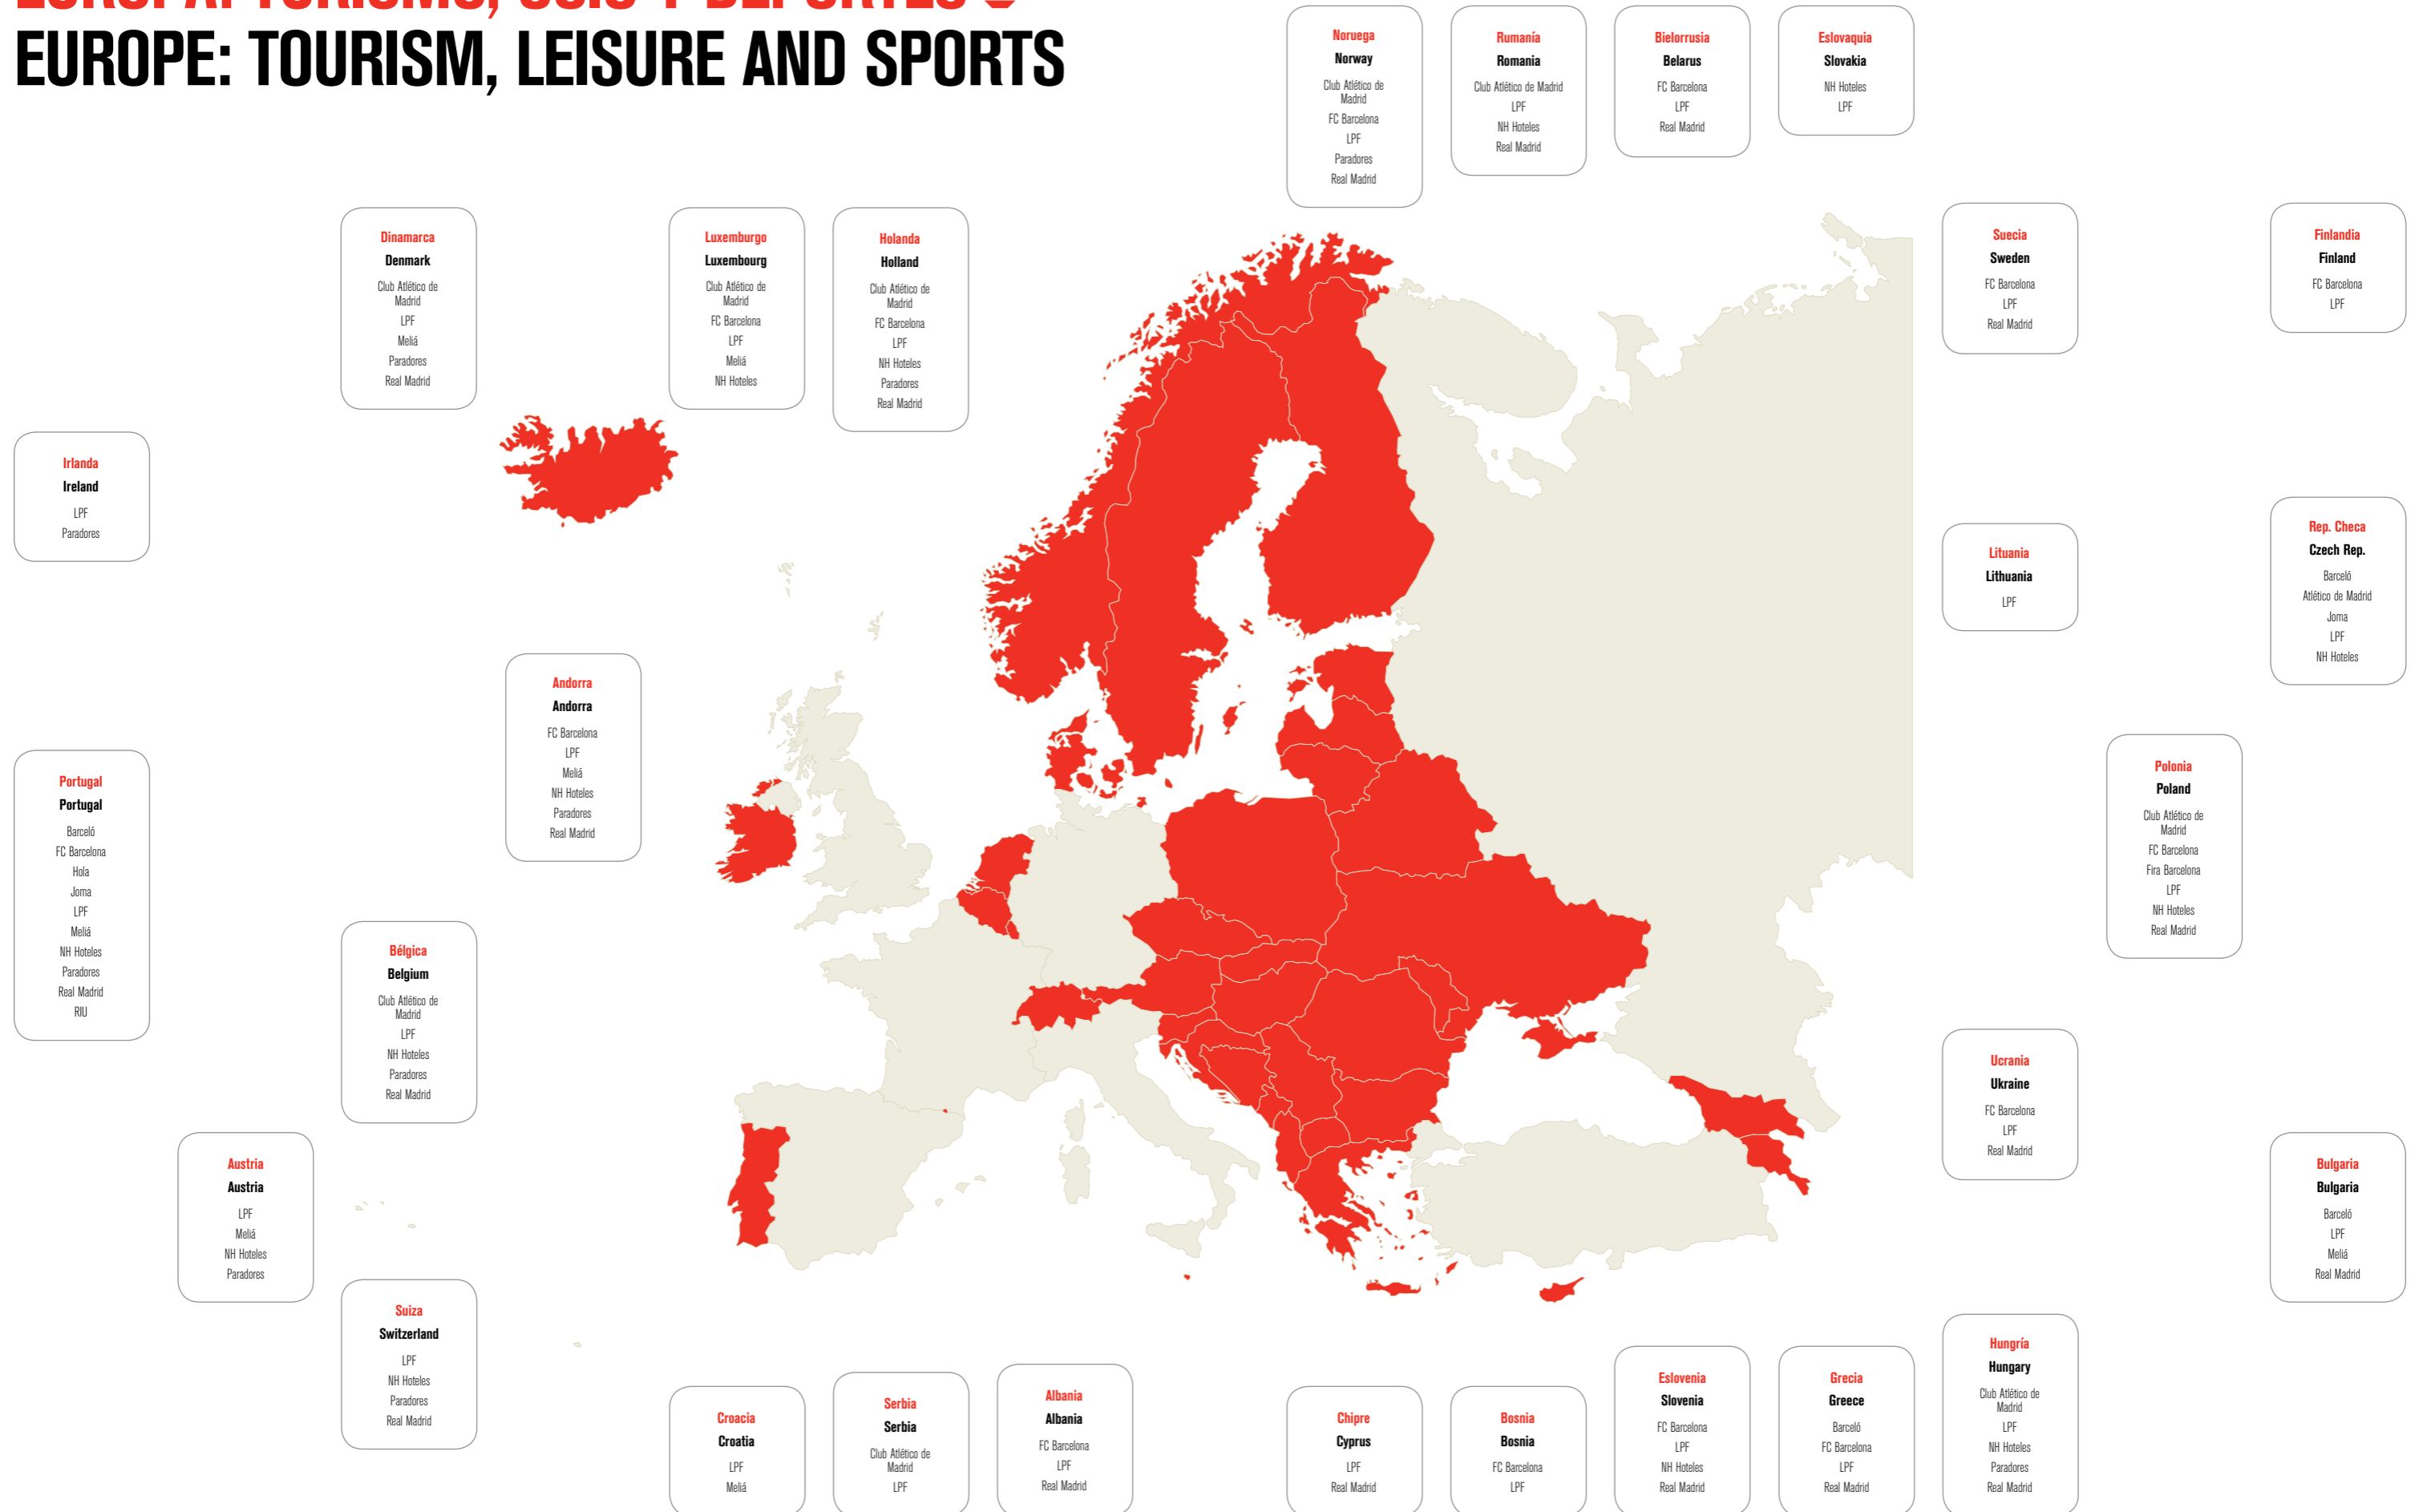 EUROPA: TURISMO, OCIO Y DEPORTES
EUROPE: TOURISM, LEISURE AND SPORTS
Noruega
Norway
Club Atlético de
Madrid
FC Barcelona
LPF
Paradores
Real Madrid
Rumanía
Romania
Club Atlético de Madrid
LPF
NH Hoteles
Real Madrid
Bielorrusia
Belarus
FC Barcelona
LPF
Real Madrid
Eslovaquia
Slovakia
NH Hoteles
LPF
Dinamarca
Denmark
Club Atlético de
Madrid
LPF
Meliá
Paradores
Real Madrid
Luxemburgo
Luxembourg
Club Atlético de
Madrid
FC Barcelona
LPF
Meliá
NH Hoteles
Holanda
Holland
Club Atlético de
Madrid
FC Barcelona
LPF
NH Hoteles
Paradores
Real Madrid
Suecia
Sweden
FC Barcelona
LPF
Real Madrid
Finlandia
Finland
FC Barcelona
LPF
Irlanda
Ireland
LPF
Paradores
Lituania
Lithuania
LPF
Rep. Checa
Czech Rep.
Barceló
Atlético de Madrid
Joma
LPF
NH Hoteles
Andorra
Andorra
FC Barcelona
LPF
Meliá
NH Hoteles
Paradores
Real Madrid
Portugal
Portugal
Barceló
FC Barcelona
Hola
Joma
LPF
Meliá
NH Hoteles
Paradores
Real Madrid
RIU
Polonia
Poland
Club Atlético de
Madrid
FC Barcelona
Fira Barcelona
LPF
NH Hoteles
Real Madrid
Bélgica
Belgium
Club Atlético de
Madrid
LPF
NH Hoteles
Paradores
Real Madrid
Ucrania
Ukraine
FC Barcelona
LPF
Real Madrid
Austria
Austria
LPF
Meliá
NH Hoteles
Paradores
Bulgaria
Bulgaria
Barceló
LPF
Meliá
Real Madrid
Suiza
Switzerland
LPF
NH Hoteles
Paradores
Real Madrid
Croacia
Croatia
LPF
Meliá
Serbia
Serbia
Club Atlético de
Madrid
LPF
Albania
Albania
FC Barcelona
LPF
Real Madrid
Chipre
Cyprus
LPF
Real Madrid
Bosnia
Bosnia
FC Barcelona
LPF
Eslovenia
Slovenia
FC Barcelona
LPF
NH Hoteles
Real Madrid
Grecia
Greece
Barceló
FC Barcelona
LPF
Real Madrid
Hungría
Hungary
Club Atlético de
Madrid
LPF
NH Hoteles
Paradores
Real Madrid